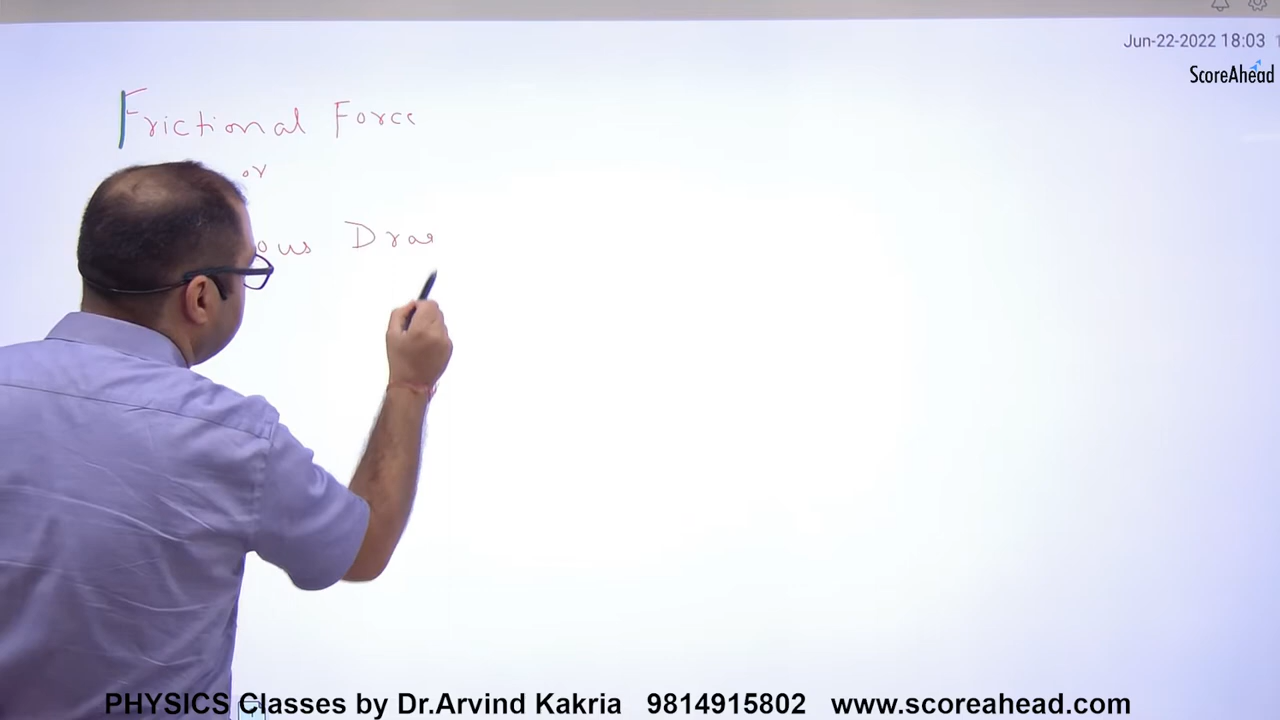 Jun-22-2022 18:03
ScoreAhead
Frictional Force
or
ous Drag
PHYSICS Classes by Dr.Arvind Kakria 9814915802 www.scoreahead.com